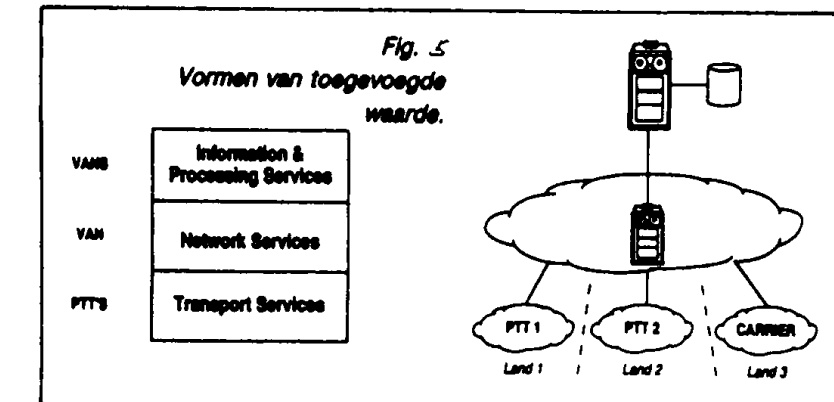 Fig. 5
Vormen van toegevoegde
waarde.
VANS
Information &
Processing Services
VAN
Network Services
PTT'S
Transport Services
PTT 1
PTT 2
CARRIER
Land 1
Land 2
Land 3